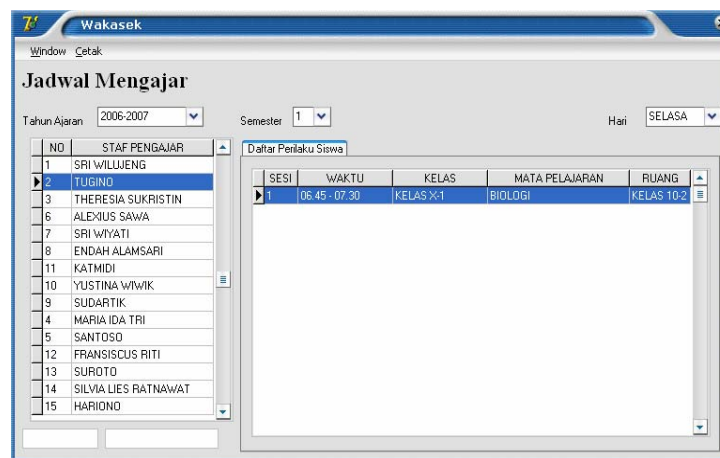 Wakasek
Window Cetak
Jadwal Mengajar
Tahun Ajaran 2006-2007 Semester 1 Hari SELASA
NO STAF PENGAJAR
1 SRI WILUJENG
2 TUGINO
3 THERESIA SUKRISTIN
6 ALEXIUS SAWA
7 SRI WIYATI
8 ENDAH ALAMSARI
11 KATMIDI
10 YUSTINA WIWIK
9 SUDARTIK
4 MARIA IDA TRI
5 SANTOSO
12 FRANSISCUS RITI
13 SUROTO
14 SILVIA LIES RATNAWAT
15 HARIONO
Daftar Perilaku Siswa
SESI WAKTU KELAS MATA PELAJARAN RUANG
1 06.45 - 07.30 KELAS X-1 BIOLOGI KELAS 10-2